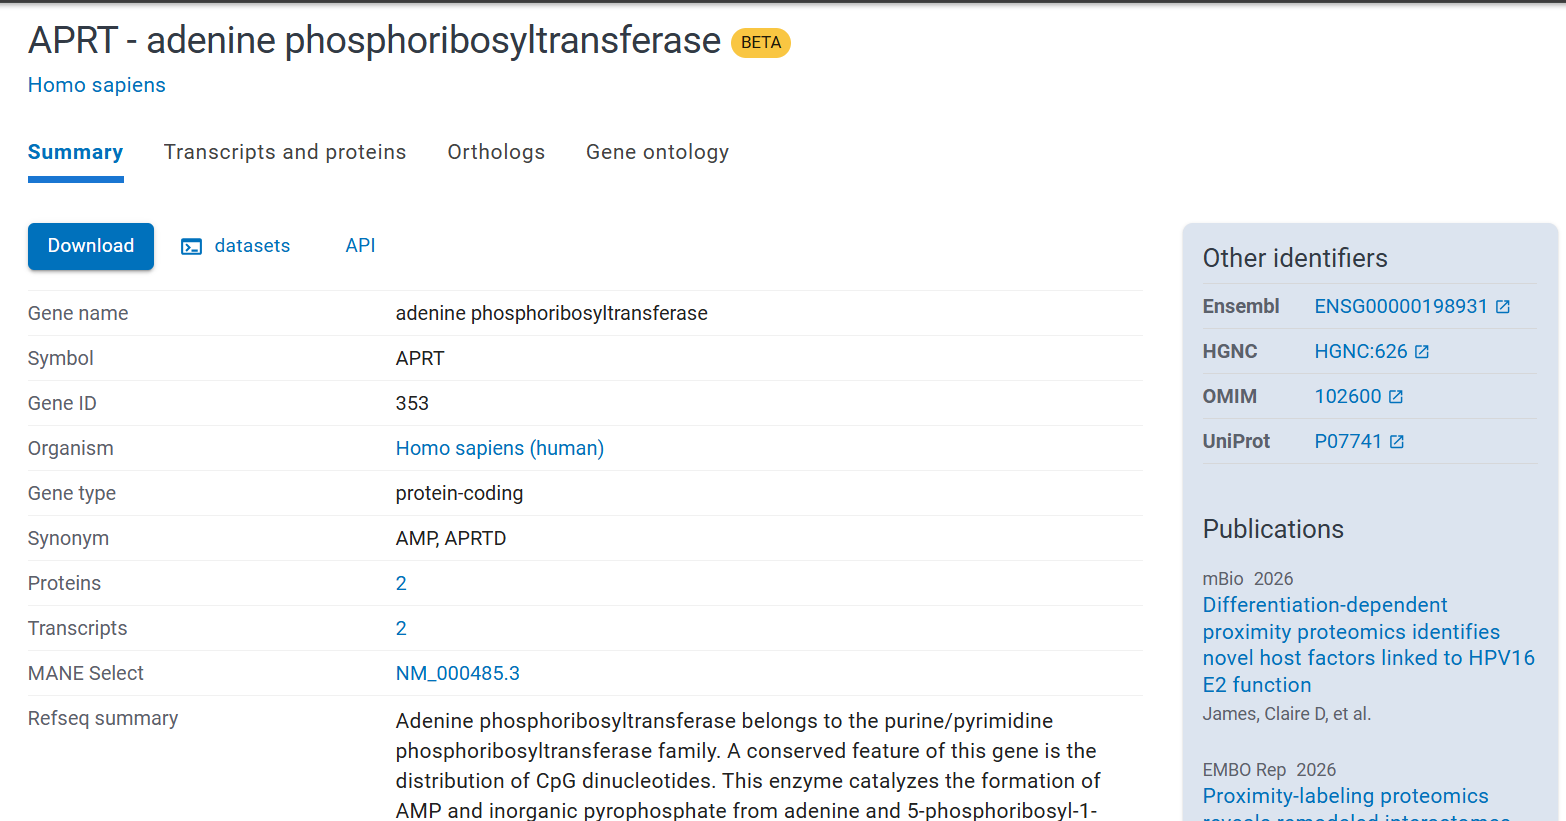 APRT - adenine phosphoribosyltransferase BETA
Homo sapiens
Summary Transcripts and proteins Orthologs Gene ontology
Download datasets API
Gene name adenine phosphoribosyltransferase
Symbol APRT
Gene ID 353
Organism Homo sapiens (human)
Gene type protein-coding
Synonym AMP, APRTD
Proteins 2
Transcripts 2
MANE Select NM_000485.3
Refseq summary Adenine phosphoribosyltransferase belongs to the purine/pyrimidine
phosphoribosyltransferase family. A conserved feature of this gene is the
distribution of CpG dinucleotides. This enzyme catalyzes the formation of
AMP and inorganic pyrophosphate from adenine and 5-phosphoribosyl-1-
Other identifiers
Ensembl ENSG00000198931
HGNC HGNC:626
OMIM 102600
UniProt P07741
Publications
mBio 2026
Differentiation-dependent
proximity proteomics identifies
novel host factors linked to HPV16
E2 function
James, Claire D, et al.
EMBO Rep 2026
Proximity-labeling proteomics
reveals remodeled interactomes